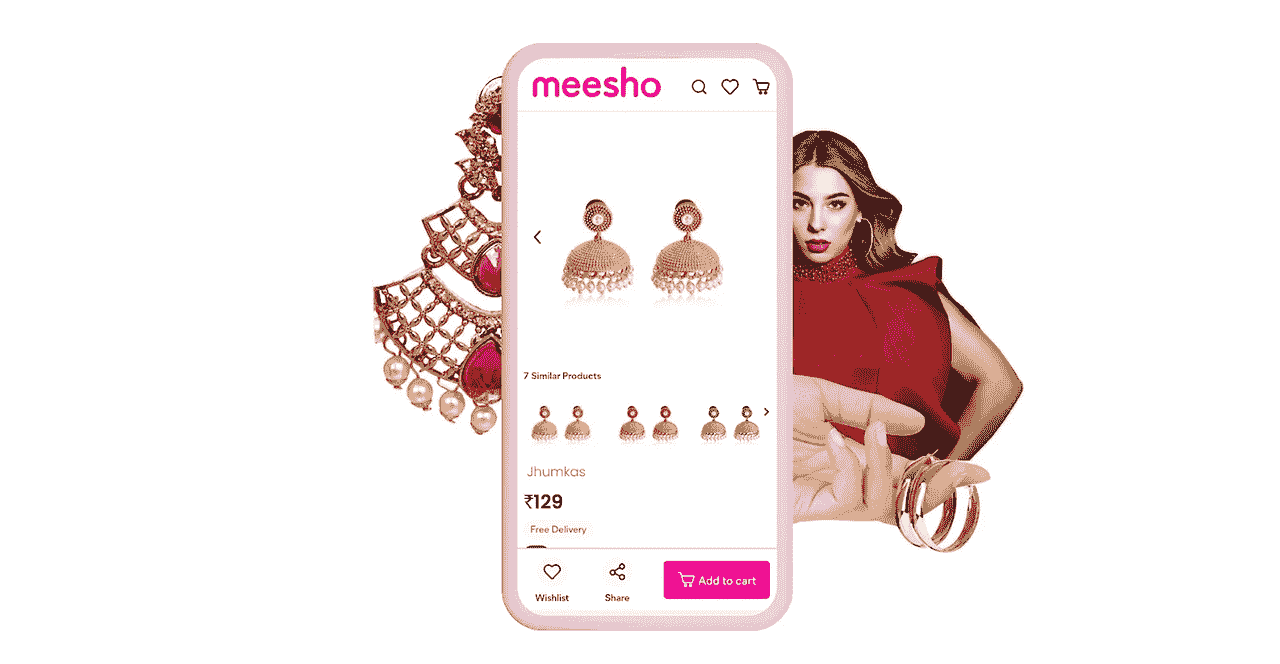 meesho
7 Similar Products
Jhumkas
₹129
Free Delivery
Wishlist
Share
Add to cart